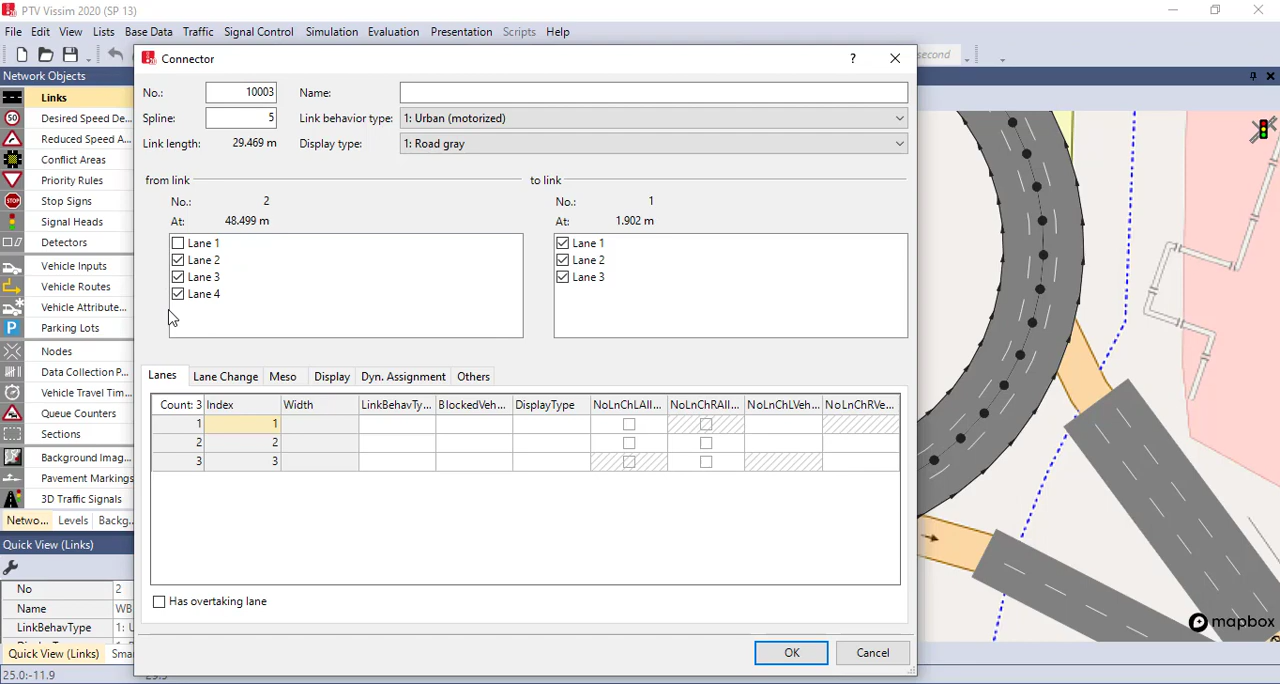 PTV Vissim 2020 (SP 13)
File Edit View Lists Base Data Traffic Signal Control Simulation Evaluation Presentation Scripts Help
second
Network Objects
Links
Desired Speed De...
Reduced Speed A...
Conflict Areas
Priority Rules
Stop Signs
Signal Heads
Detectors
Vehicle Inputs
Vehicle Routes
Vehicle Attribute...
Parking Lots
Nodes
Data Collection P...
Vehicle Travel Tim...
Queue Counters
Sections
Background Imag...
Pavement Markings
3D Traffic Signals
Netwo... Levels Backg...
Quick View (Links)
No 2
Name WB
LinkBehavType 1: U
Quick View (Links) Sma
25.0:-11.9
Connector
No.: 10003 Name:
Spline: 5 Link behavior type: 1: Urban (motorized)
Link length: 29.469 m Display type: 1: Road gray
from link to link
No.: 2 No.: 1
At: 48.499 m At: 1.902 m
Lane 1 Lane 1
Lane 2 Lane 2
Lane 3 Lane 3
Lane 4
Lanes Lane Change Meso Display Dyn. Assignment Others
Count: 3 Index Width LinkBehavTy... BlockedVeh... DisplayType NoLnChLAll... NoLnChRAll... NoLnChLVeh... NoLnChRVe...
1 1
2 2
3 3
Has overtaking lane
OK Cancel
50
STOP
P
mapbox